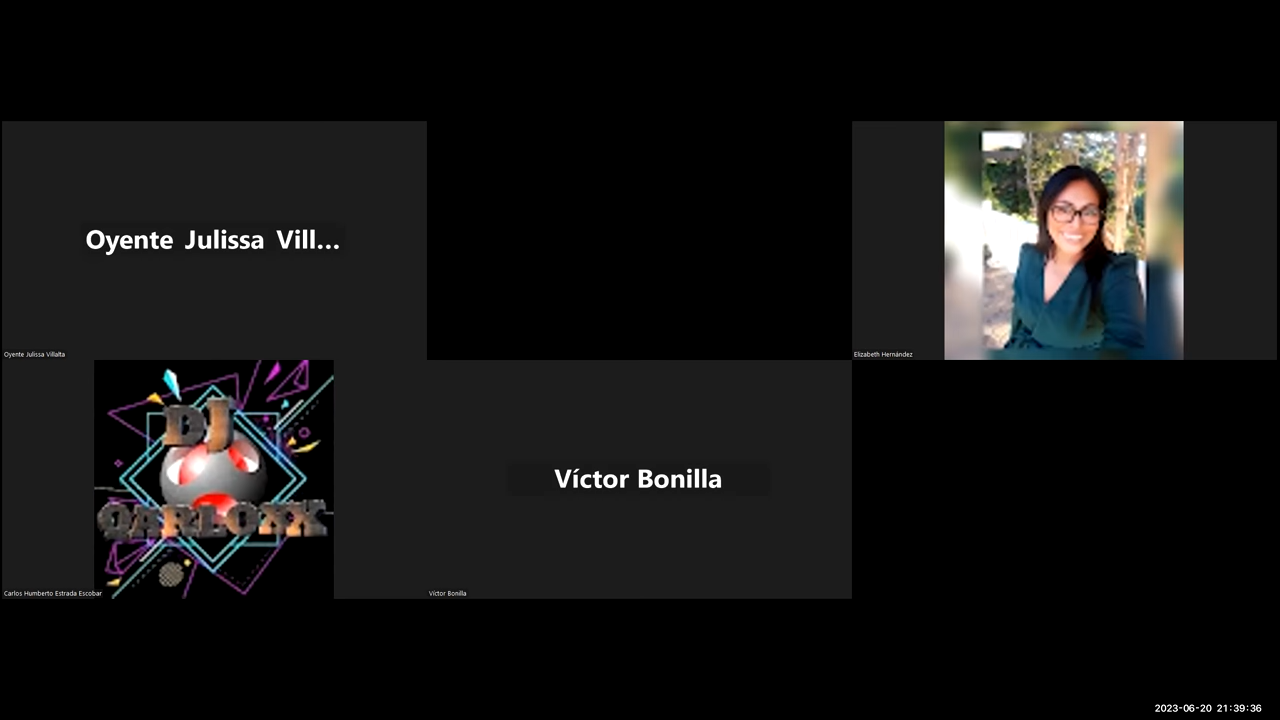 Oyente Julissa Vill...
Oyente Julissa Villalta
Elizabeth Hernández
DJ
QARLOXX
Carlos Humberto Estrada Escobar
Víctor Bonilla
Víctor Bonilla
2023-06-20 21:39:36